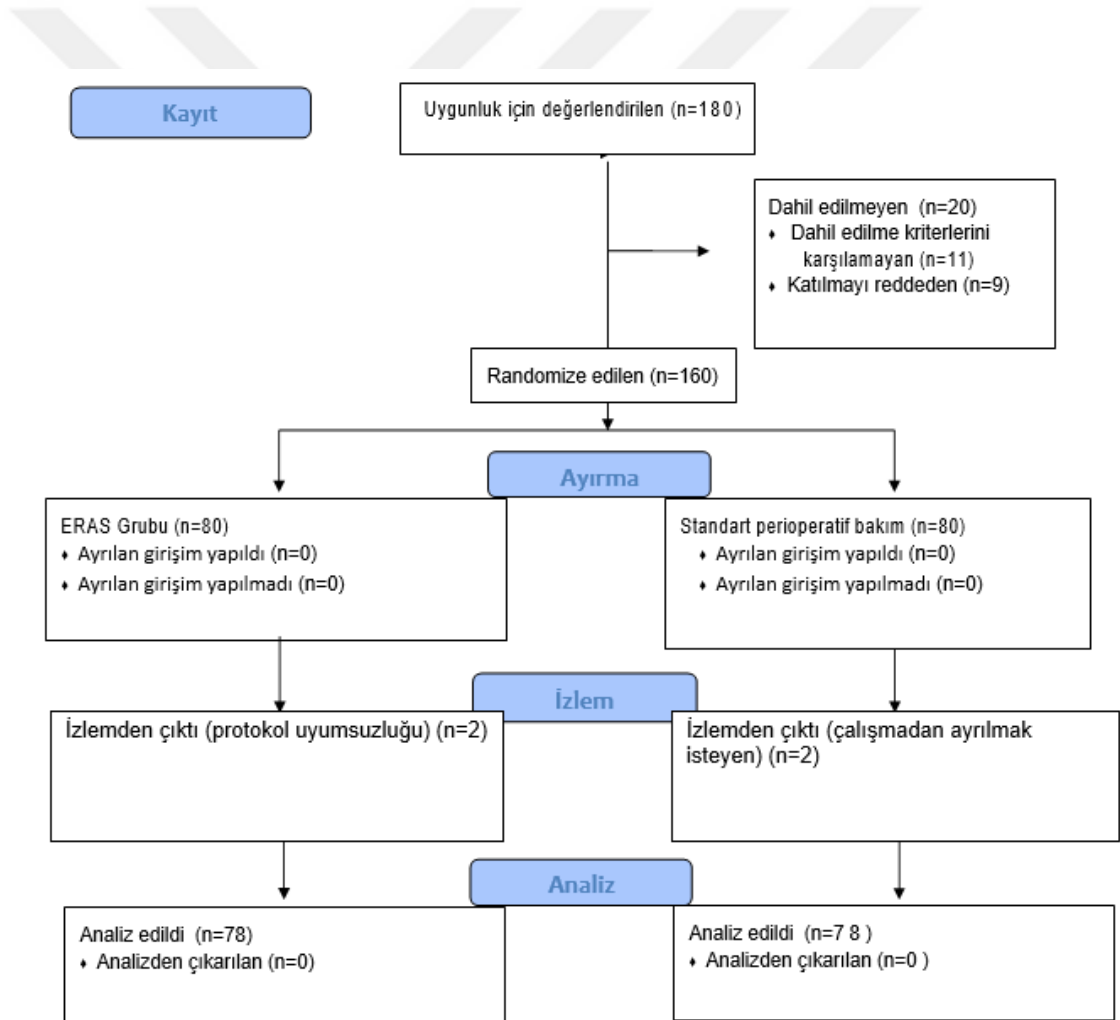 Kayıt
Uygunluk için değerlendirilen (n=180)
Dahil edilmeyen (n=20)
♦ Dahil edilme kriterlerini
karşılamayan (n=11)
♦ Katılmayı reddeden (n=9)
Randomize edilen (n=160)
Ayırma
ERAS Grubu (n=80)
♦ Ayrılan girişim yapıldı (n=0)
♦ Ayrılan girişim yapılmadı (n=0)
Standart perioperatif bakım (n=80)
♦ Ayrılan girişim yapıldı (n=0)
♦ Ayrılan girişim yapılmadı (n=0)
İzlem
İzlemden çıktı (protokol uyumsuzluğu) (n=2)
İzlemden çıktı (çalışmadan ayrılmak
isteyen) (n=2)
Analiz
Analiz edildi (n=78)
♦ Analizden çıkarılan (n=0)
Analiz edildi (n=7 8 )
♦ Analizden çıkarılan (n=0 )